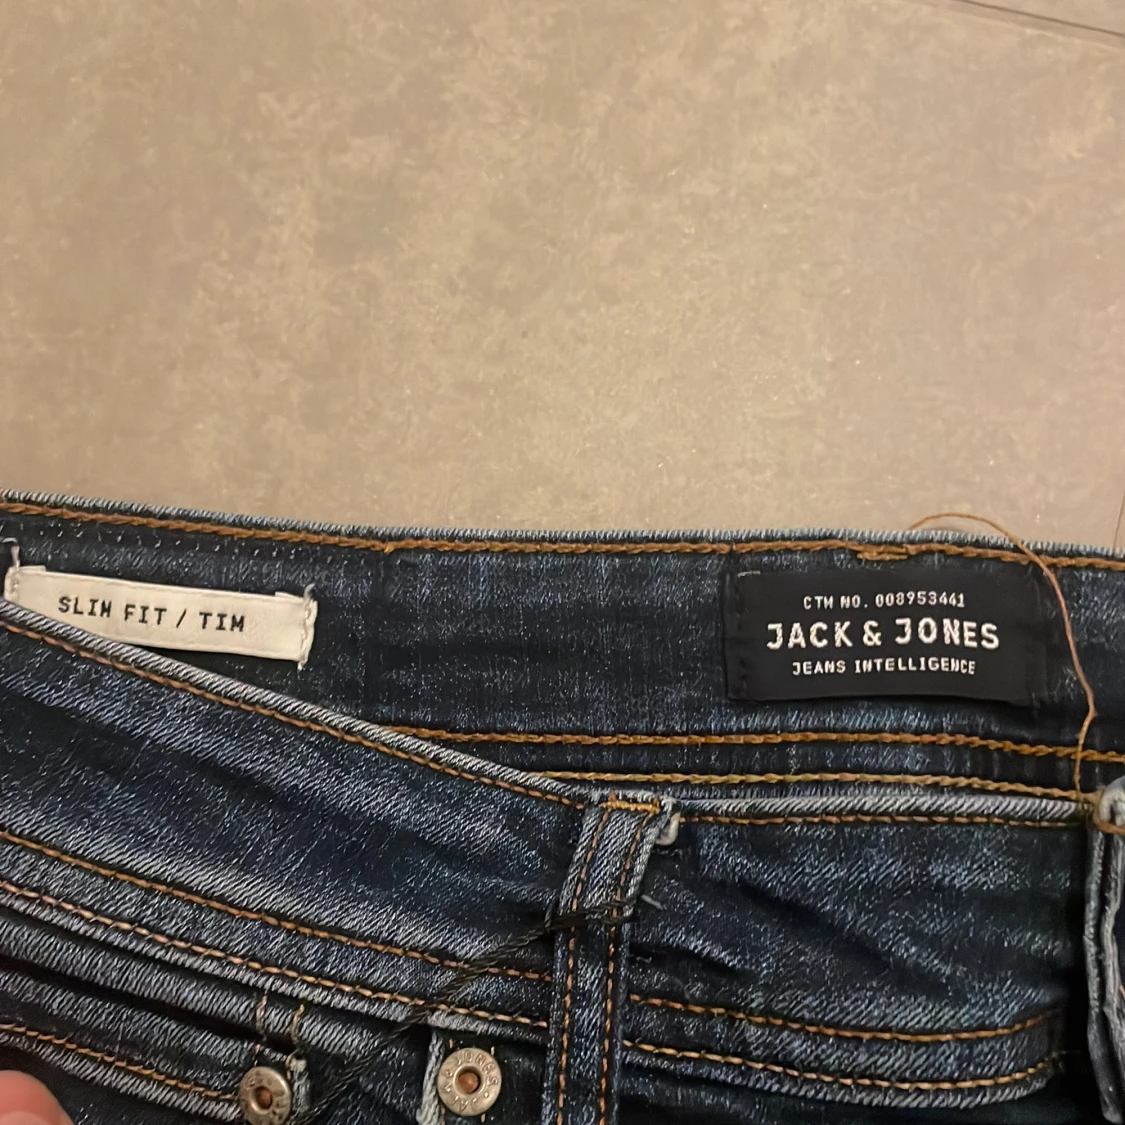 SLIM FIT / TIM
CTM NO. 008953441
JACK & JONES
JEANS INTELLIGENCE